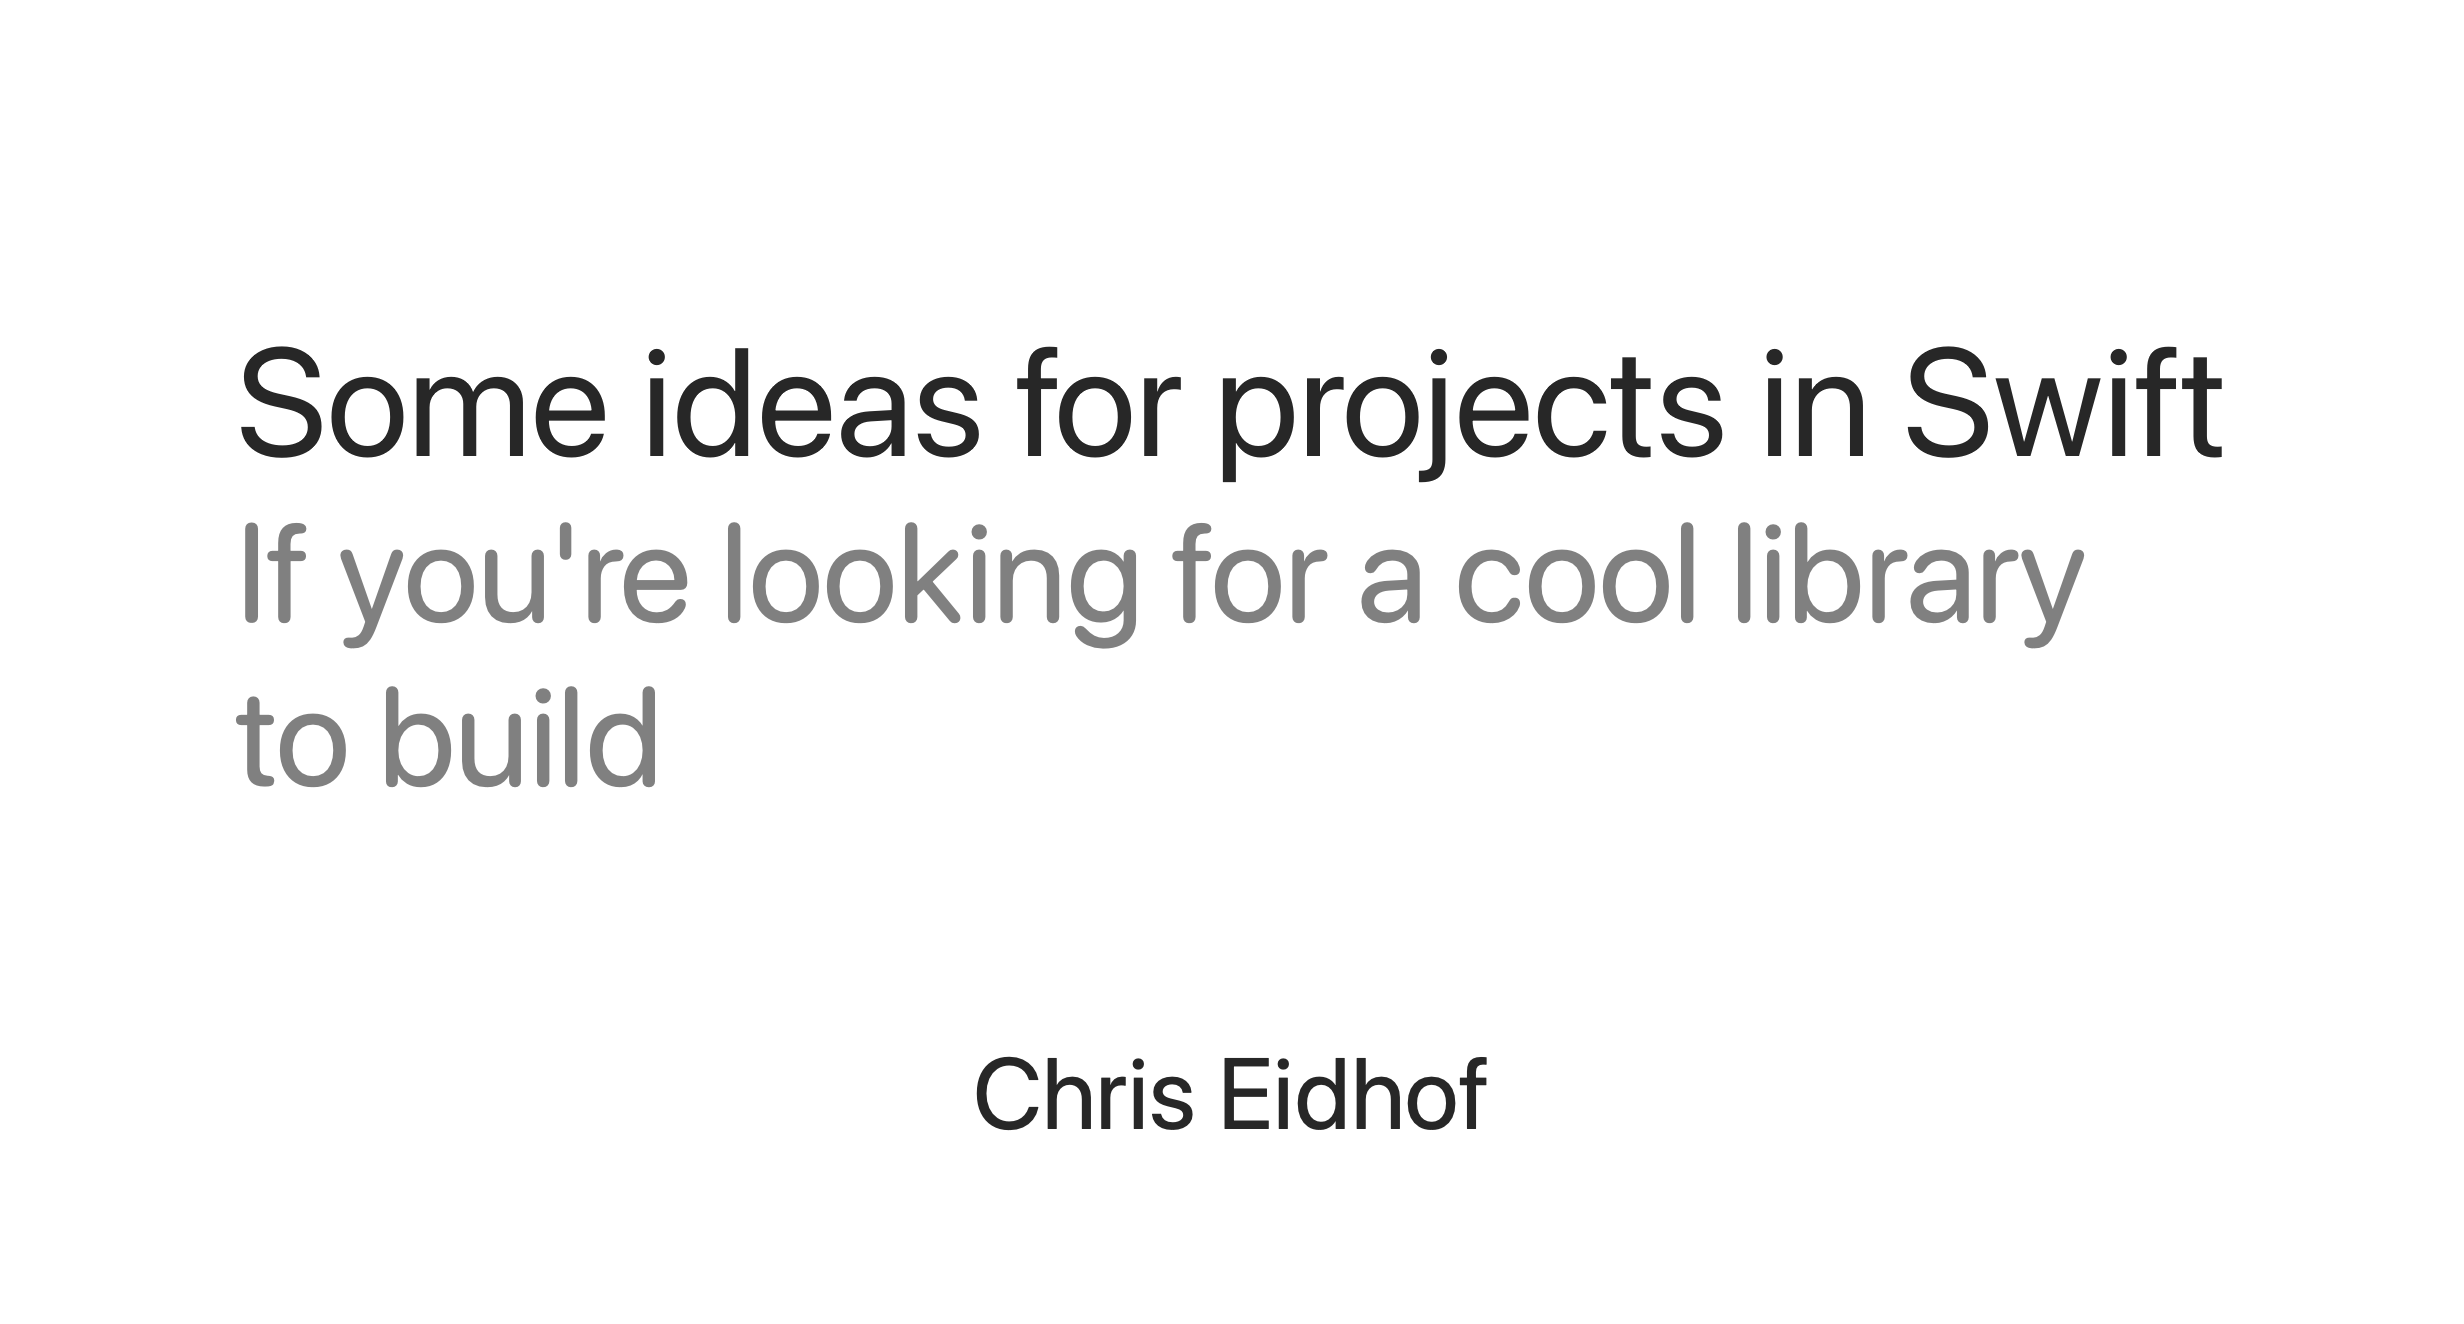 Some ideas for projects in Swift
If you're looking for a cool library
to build
Chris Eidhof